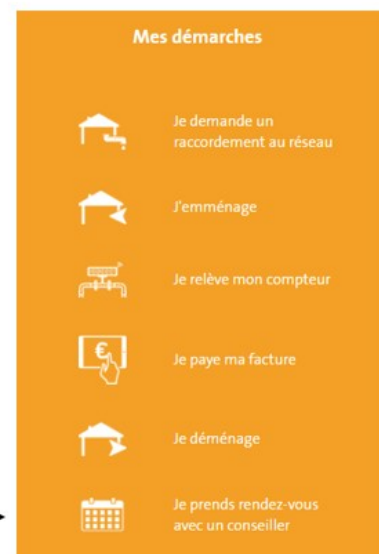 Mes démarches
Je demande un
raccordement au réseau
J'emménage
Je relève mon compteur
€
Je paye ma facture
Je déménage
Je prends rendez-vous
avec un conseiller